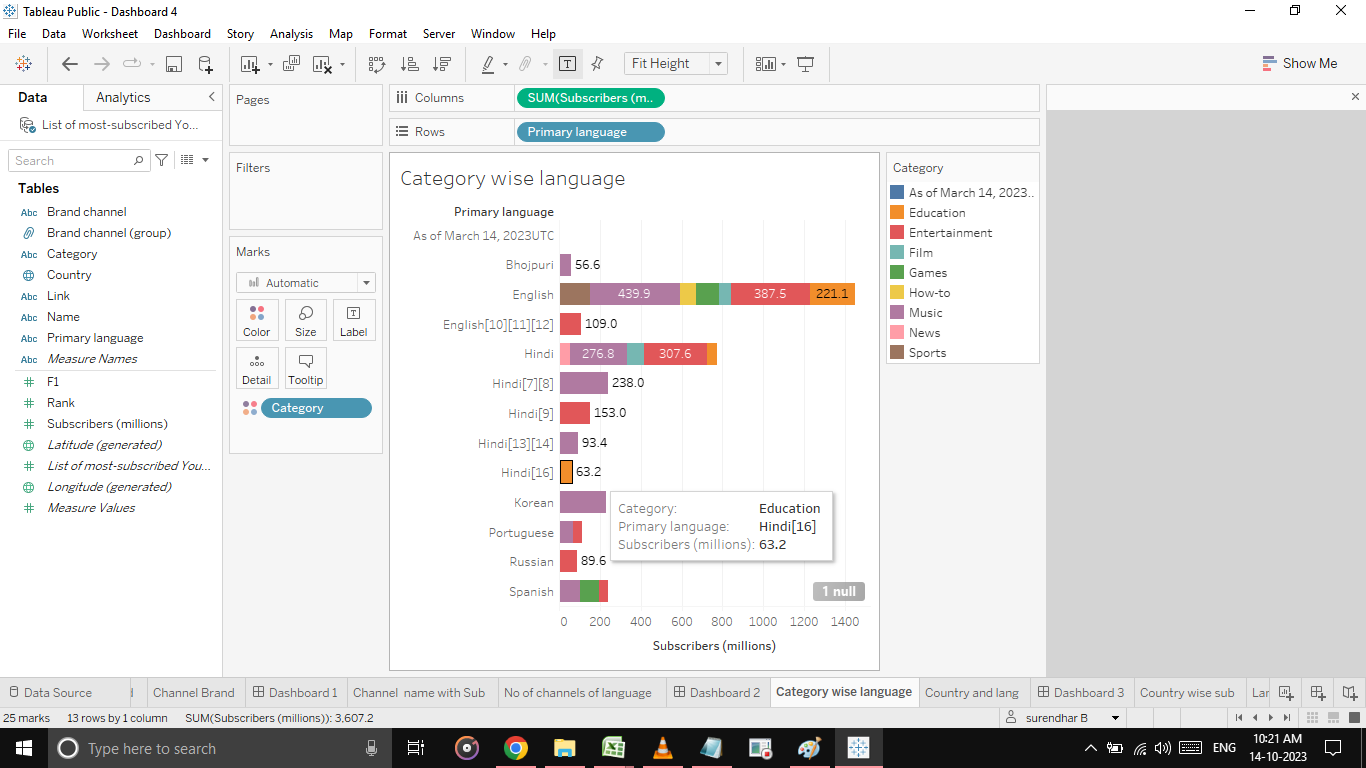 Tableau Public - Dashboard 4
File Data Worksheet Dashboard Story Analysis Map Format Server Window Help
Fit Height
Show Me
Data Analytics
List of most-subscribed Yo...
Search
Tables
Abc Brand channel
Brand channel (group)
Abc Category
Country
Abc Link
Abc Name
Abc Primary language
Abc Measure Names
F1
Rank
Subscribers (millions)
Latitude (generated)
List of most-subscribed You...
Longitude (generated)
Measure Values
Pages
Filters
Marks
Automatic
Color Size Label
Detail Tooltip
Category
Columns SUM(Subscribers (m..
Rows Primary language
Category wise language
Primary language
As of March 14, 2023UTC
Bhojpuri 56.6
English 439.9 387.5 221.1
English[10][11][12] 109.0
Hindi 276.8 307.6
Hindi[7][8] 238.0
Hindi[9] 153.0
Hindi[13][14] 93.4
Hindi[16] 63.2
Korean
Portuguese
Russian 89.6
Spanish
Category: Education
Primary language: Hindi[16]
Subscribers (millions): 63.2
1 null
0 200 400 600 800 1000 1200 1400
Subscribers (millions)
Category
As of March 14, 2023..
Education
Entertainment
Film
Games
How-to
Music
News
Sports
Data Source Channel Brand Dashboard 1 Channel name with Sub No of channels of language Dashboard 2 Category wise language Country and lang Dashboard 3 Country wise sub
25 marks 13 rows by 1 column SUM(Subscribers (millions)): 3,607.2
surendhar B
Type here to search
ENG
10:21 AM
14-10-2023